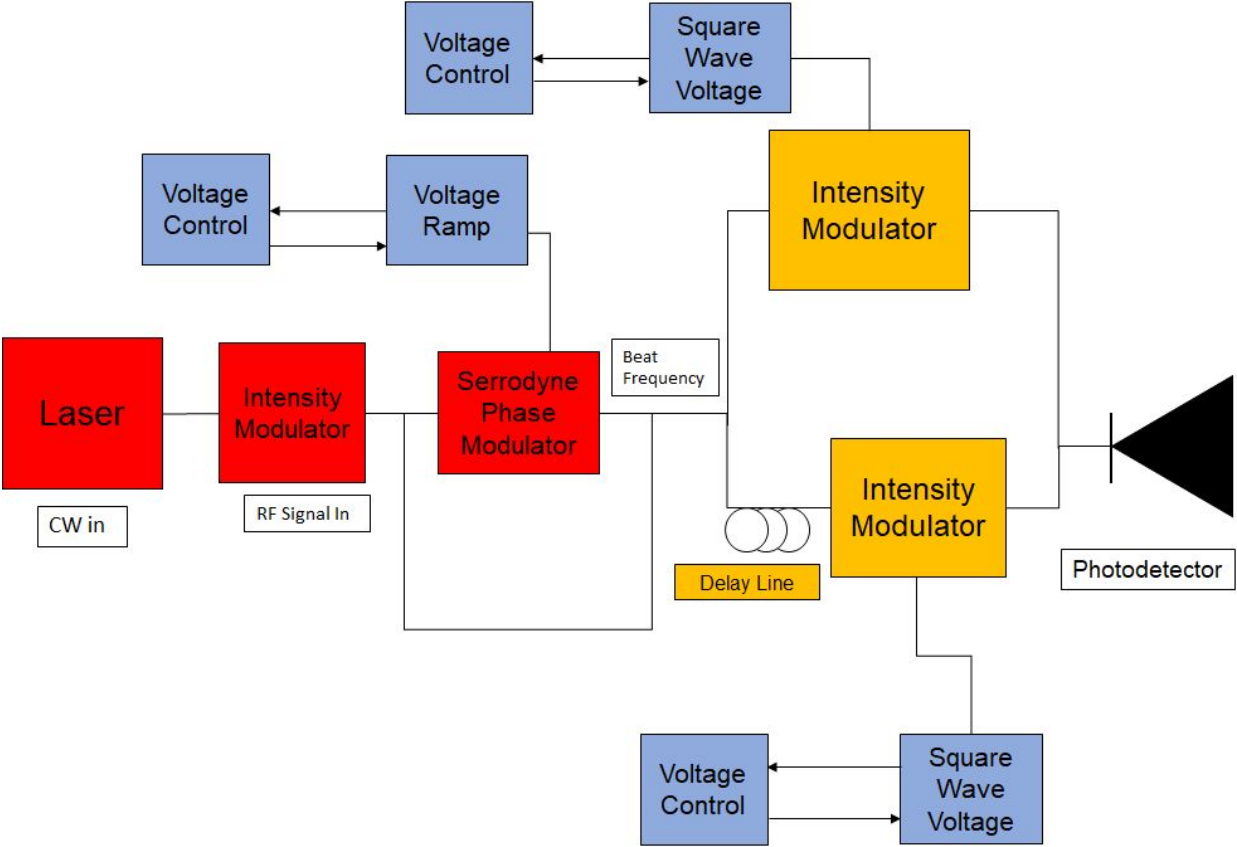 Voltage
Control
Square
Wave
Voltage
Voltage
Control
Voltage
Ramp
Intensity
Modulator
Laser
Intensity
Modulator
Serrodyne
Phase
Modulator
Beat
Frequency
CW in
RF Signal In
Intensity
Modulator
Delay Line
Photodetector
Voltage
Control
Square
Wave
Voltage